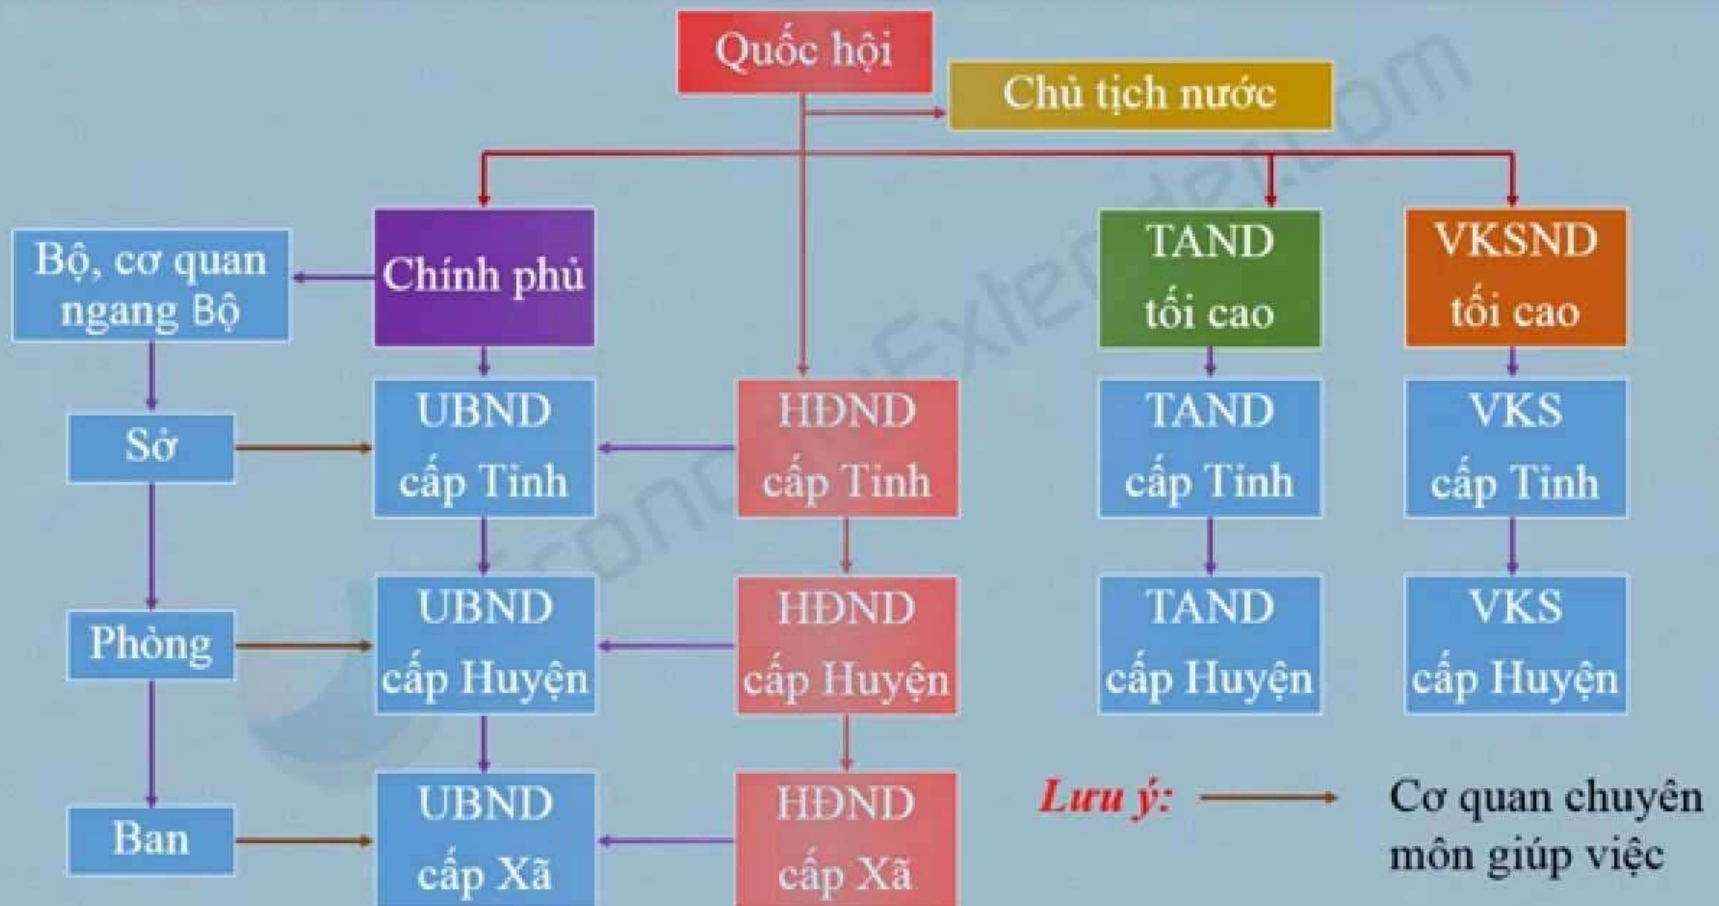 Quốc hội
Chủ tịch nước
Bộ, cơ quan
ngang Bộ
Chính phủ
TAND
tối cao
VKSND
tối cao
Sở
UBND
cấp Tỉnh
HĐND
cấp Tỉnh
TAND
cấp Tỉnh
VKS
cấp Tỉnh
Phòng
UBND
cấp Huyện
HĐND
cấp Huyện
TAND
cấp Huyện
VKS
cấp Huyện
Ban
UBND
cấp Xã
HĐND
cấp Xã
Lưu ý:
Cơ quan chuyên
môn giúp việc